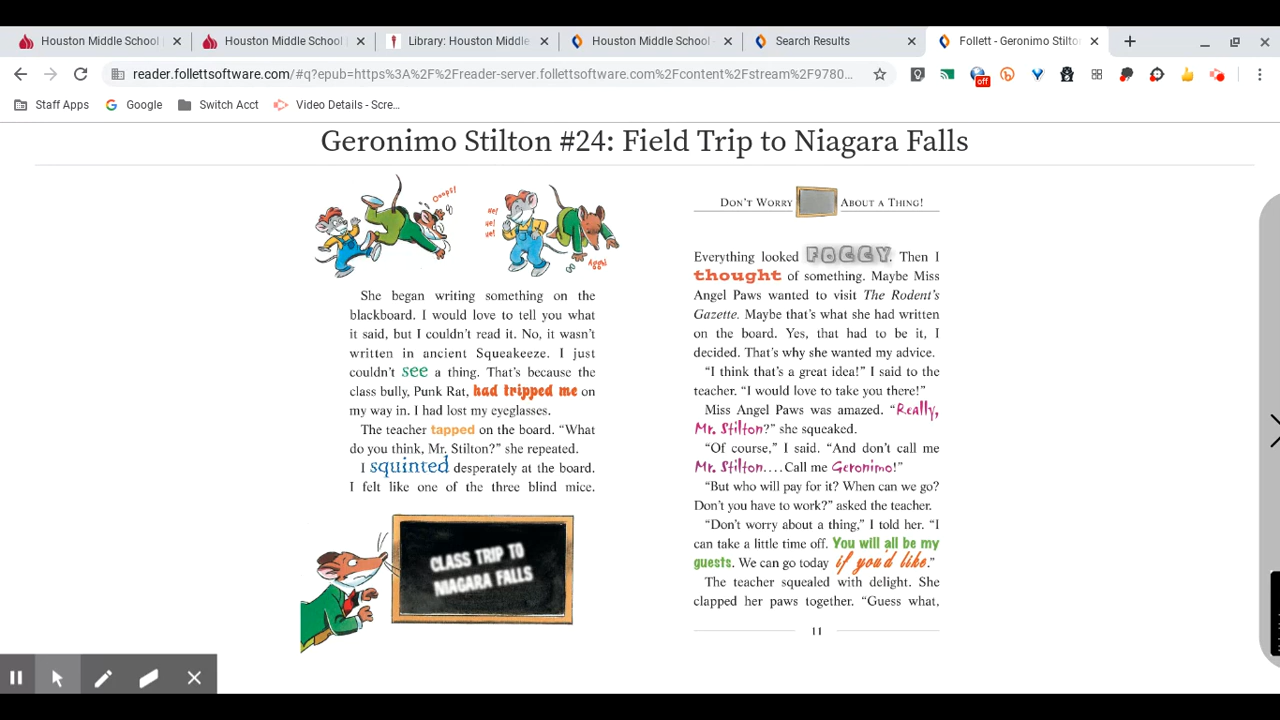 Houston Middle School
Houston Middle School
Library: Houston Middle
Houston Middle School -
Search Results
Follett - Geronimo Stilto
reader.follettsoftware.com/#q?epub=https%3A%2F%2Freader-server.follettsoftware.com%2Fcontent%2Fstream%2F9780...
off
Staff Apps
Google
Switch Acct
Video Details - Scre...
Geronimo Stilton #24: Field Trip to Niagara Falls
Ooops!
He!
He!
He!
She began writing something on the
blackboard. I would love to tell you what
it said, but I couldn't read it. No, it wasn't
written in ancient Squeakeeze. I just
couldn't see a thing. That's because the
class bully, Punk Rat, had tripped me on
my way in. I had lost my eyeglasses.
The teacher tapped on the board. "What
do you think, Mr. Stilton?" she repeated.
I squinted desperately at the board.
I felt like one of the three blind mice.
CLASS TRIP TO
NIAGARA FALLS
DON'T WORRY ABOUT A THING!
Everything looked FOGGY. Then I
thought of something. Maybe Miss
Angel Paws wanted to visit The Rodent's
Gazette. Maybe that's what she had written
on the board. Yes, that had to be it, I
decided. That's why she wanted my advice.
"I think that's a great idea!" I said to the
teacher. "I would love to take you there!"
Miss Angel Paws was amazed. "Really,
Mr. Stilton?" she squeaked.
"Of course," I said. "And don't call me
Mr. Stilton.... Call me Geronimo!"
"But who will pay for it? When can we go?
Don't you have to work?" asked the teacher.
"Don't worry about a thing," I told her. "I
can take a little time off. You will all be my
guests. We can go today if you'd like."
The teacher squealed with delight. She
clapped her paws together. "Guess what,
11